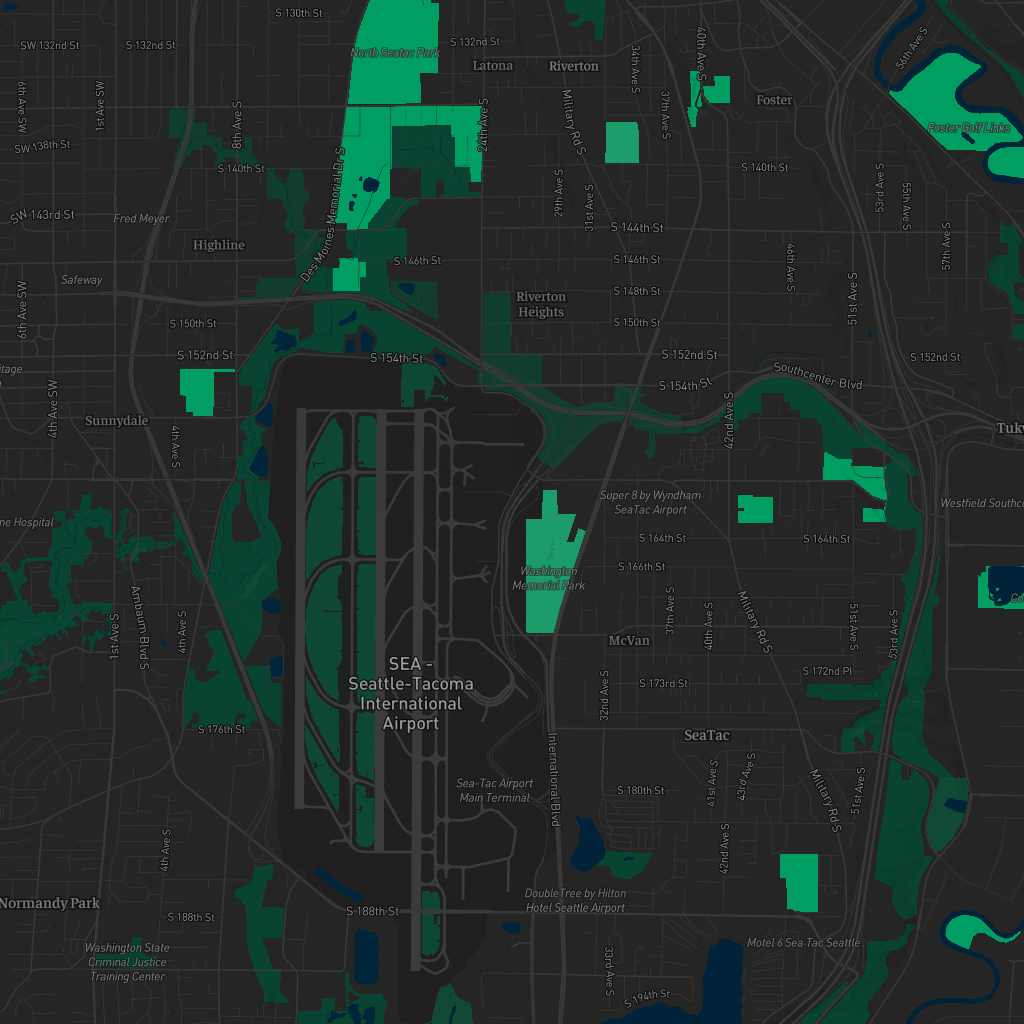 S 130th St
SW 132nd St
S 132nd St
S 132nd St
North Seatac Park
Latona
Riverton
34th Ave S
40th Ave S
56th Ave S
6th Ave SW
1st Ave SW
8th Ave S
24th Ave S
Military Rd S
37th Ave S
Foster
Foster Golf Links
SW 138th St
S 140th St
S 140th St
Des Moines Memorial Dr S
29th Ave S
31st Ave S
53rd Ave S
55th Ave S
SW 143rd St
Fred Meyer
S 144th St
57th Ave S
Highline
S 146th St
S 146th St
46th Ave S
Safeway
S 148th St
51st Ave S
6th Ave SW
Riverton
Heights
S 150th St
S 150th St
S 152nd St
S 154th St
S 152nd St
S 152nd St
Southcenter Blvd
S 154th St
4th Ave SW
Sunnydale
4th Ave S
42nd Ave S
Super 8 by Wyndham
SeaTac Airport
S 164th St
S 164th St
S 166th St
Washington
Memorial Park
1st Ave S
Ambaum Blvd S
4th Ave S
37th Ave S
40th Ave S
Military Rd S
51st Ave S
53rd Ave S
McVan
SEA -
Seattle-Tacoma
International
Airport
S 172nd Pl
S 173rd St
32nd Ave S
S 176th St
SeaTac
International Blvd
Sea-Tac Airport
Main Terminal
S 180th St
41st Ave S
43rd Ave S
Military Rd S
51st Ave S
4th Ave S
42nd Ave S
Normandy Park
S 188th St
S 188th St
DoubleTree by Hilton
Hotel Seattle Airport
Washington State
Criminal Justice
Training Center
Motel 6 Sea Tac Seattle
33rd Ave S
S 194th St